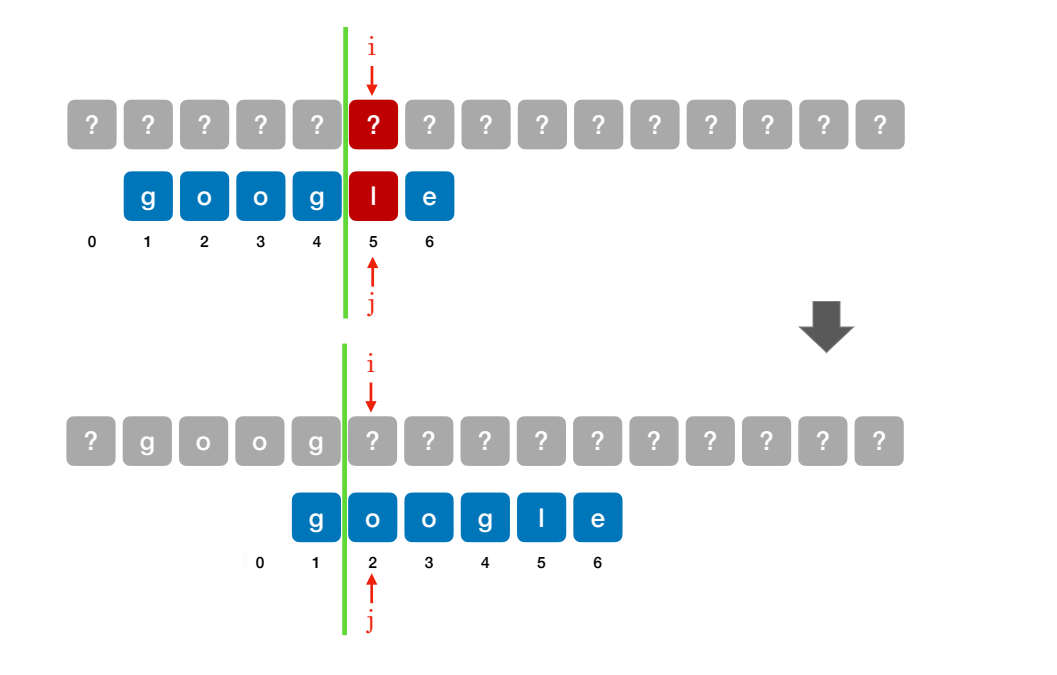 i
? ? ? ? ? ? ? ? ? ? ? ? ? ? ?
g o o g l e
0 1 2 3 4 5 6
j
i
? g o o g ? ? ? ? ? ? ? ? ? ?
g o o g l e
0 1 2 3 4 5 6
j